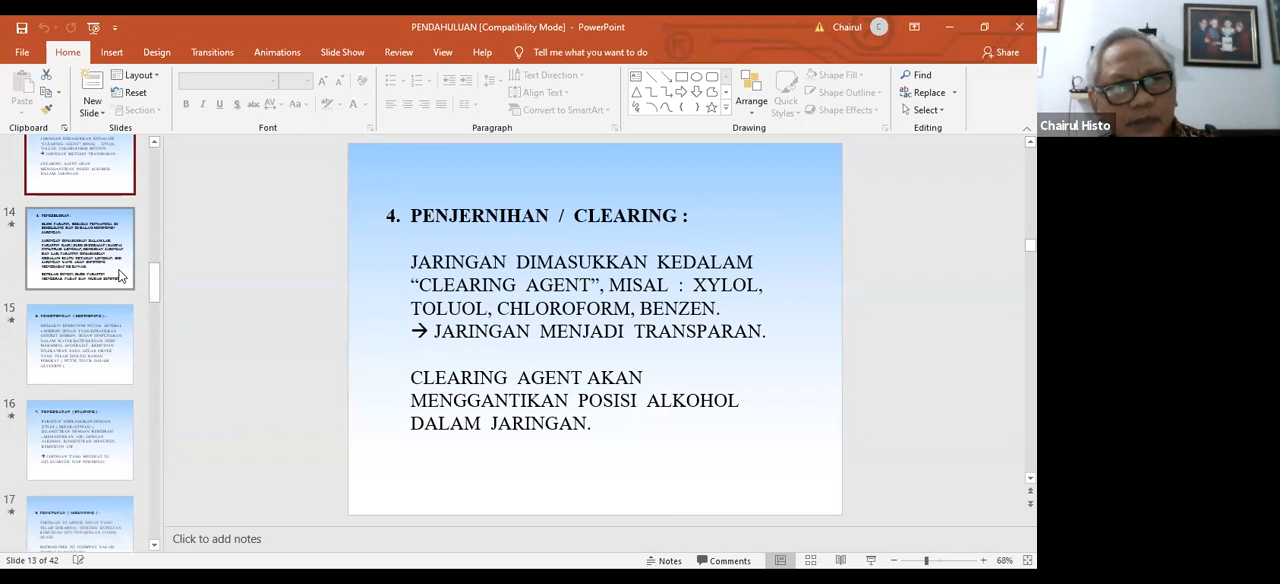 PENDAHULUAN [Compatibility Mode] - PowerPoint
Chairul
C
File
Home
Insert
Design
Transitions
Animations
Slide Show
Review
View
Help
Tell me what you want to do
Share
Paste
New
Slide
Layout
Reset
Section
B I U S abc AV Aa
A
Text Direction
Align Text
Convert to SmartArt
Arrange
Quick
Styles
Shape Fill
Shape Outline
Shape Effects
Find
Replace
Select
Clipboard
Slides
Font
Paragraph
Drawing
Editing
Chairul Histo
14
15
16
17
4. PENJERNIHAN / CLEARING :
JARINGAN DIMASUKKAN KEDALAM
“CLEARING AGENT”, MISAL : XYLOL,
TOLUOL, CHLOROFORM, BENZEN.
→ JARINGAN MENJADI TRANSPARAN.
CLEARING AGENT AKAN
MENGGANTIKAN POSISI ALKOHOL
DALAM JARINGAN.
Click to add notes
Slide 13 of 42
Notes
Comments
68%